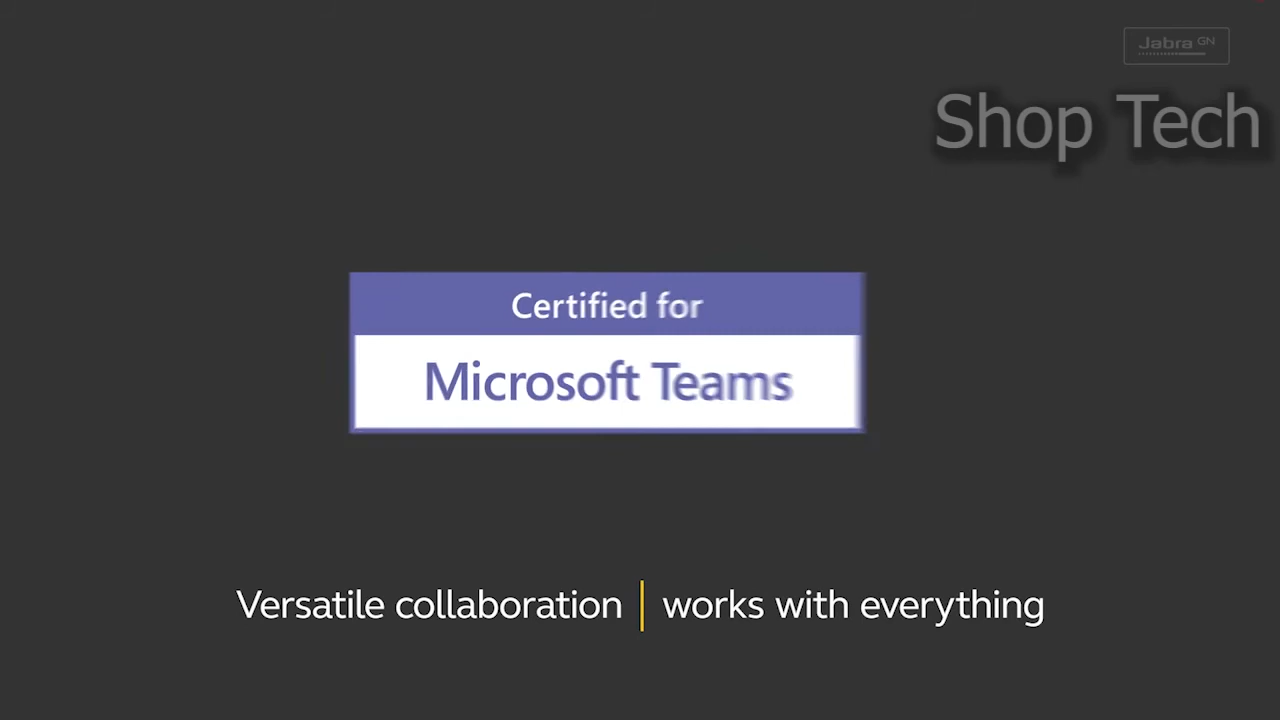 Jabra GN
Shop Tech
Certified for
Microsoft Teams
Versatile collaboration | works with everything